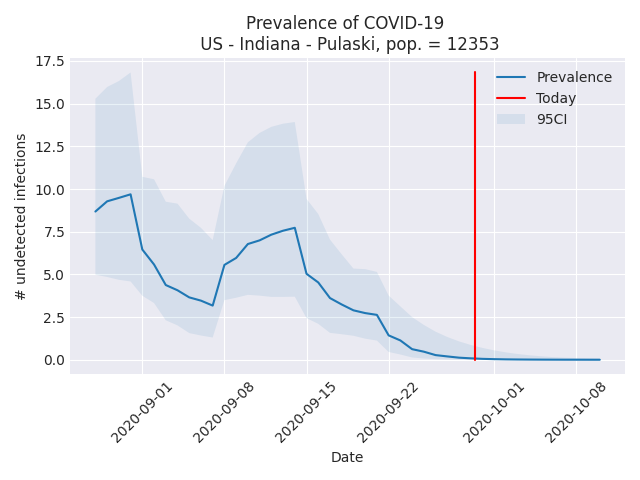 Prevalence of COVID-19
US - Indiana - Pulaski, pop. = 12353
17.5
15.0
12.5
10.0
7.5
5.0
2.5
0.0
# undetected infections
Prevalence
Today
95CI
2020-09-01
2020-09-08
2020-09-15
2020-09-22
2020-10-01
2020-10-08
Date